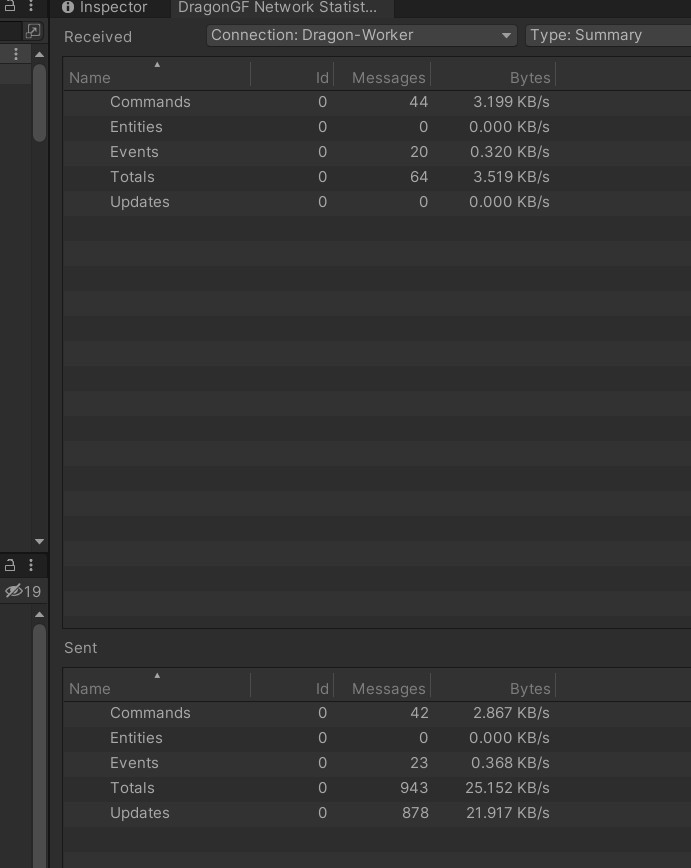 Inspector DragonGF Network Statist...
Received Connection: Dragon-Worker Type: Summary
Name Id Messages Bytes
Commands 0 44 3.199 KB/s
Entities 0 0 0.000 KB/s
Events 0 20 0.320 KB/s
Totals 0 64 3.519 KB/s
Updates 0 0 0.000 KB/s
19
Sent
Name Id Messages Bytes
Commands 0 42 2.867 KB/s
Entities 0 0 0.000 KB/s
Events 0 23 0.368 KB/s
Totals 0 943 25.152 KB/s
Updates 0 878 21.917 KB/s